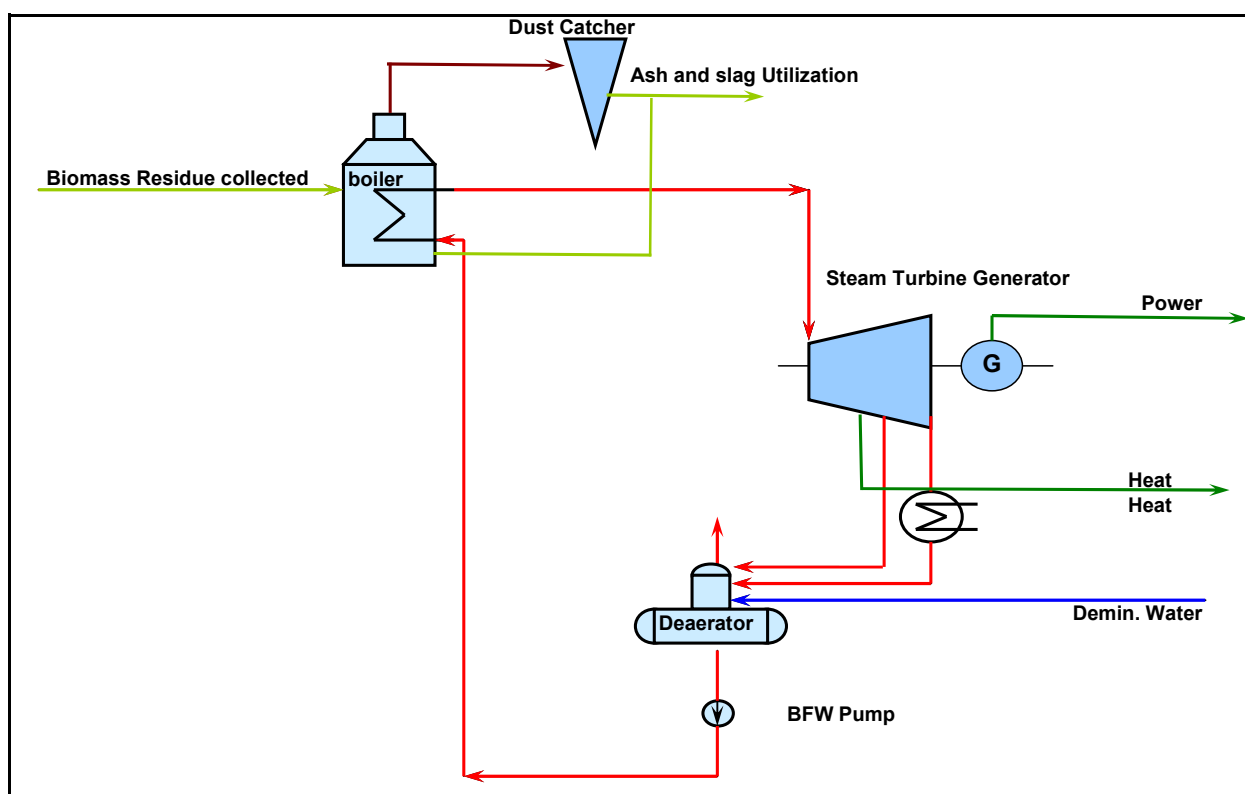 Dust Catcher
Ash and slag Utilization
Biomass Residue collected
boiler
Steam Turbine Generator
Power
G
Heat
Heat
Demin. Water
Deaerator
BFW Pump